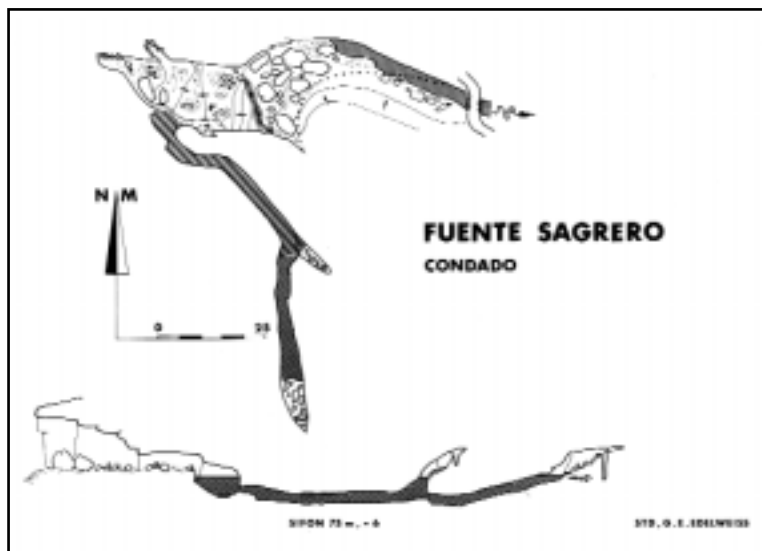 N M
FUENTE SAGRERO
CONDADO
0 25
SIFON 75 m. - 6
STD. G. E. EDELWEISS